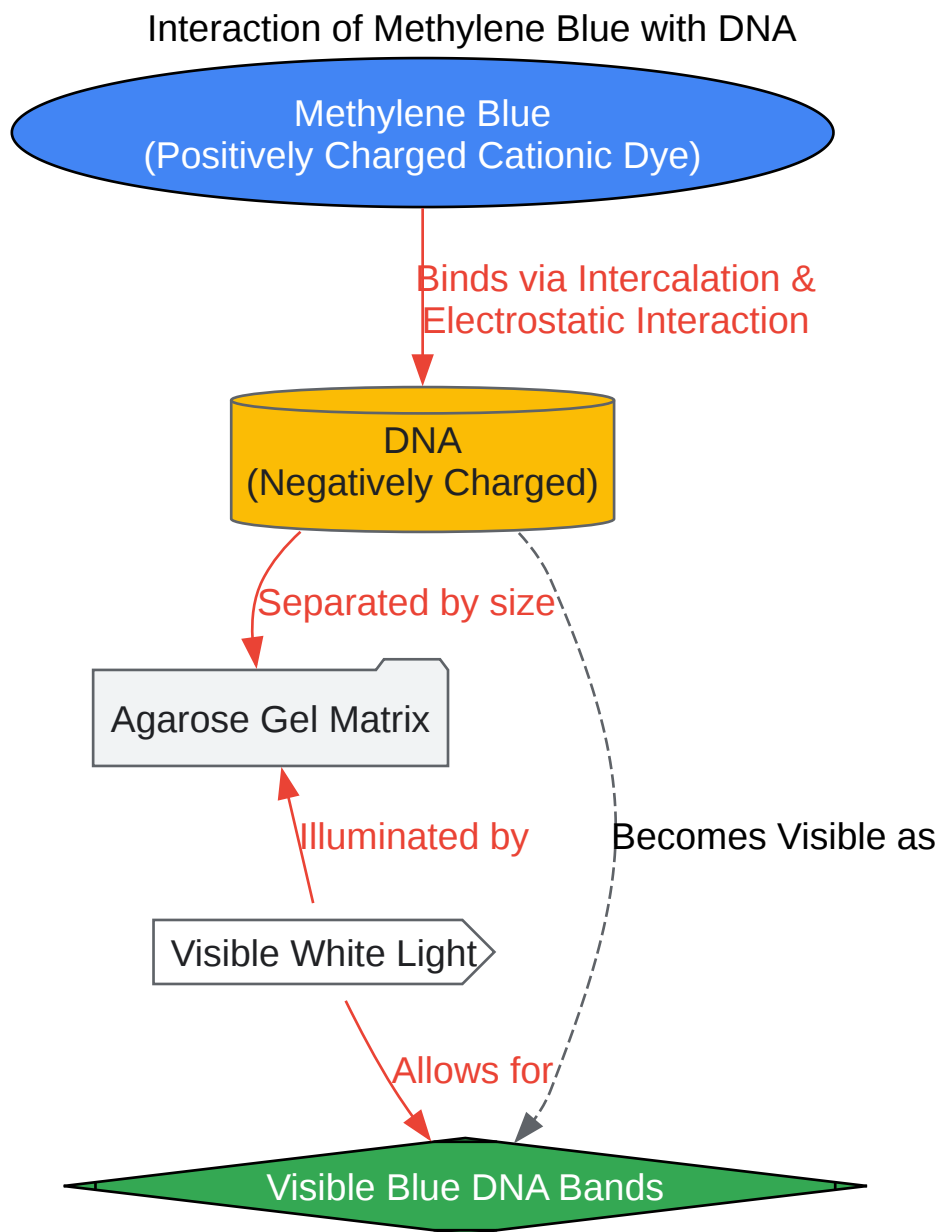 Interaction of Methylene Blue with DNA
Methylene Blue
(Positively Charged Cationic Dye)
Binds via Intercalation &
Electrostatic Interaction
DNA
(Negatively Charged)
Separated by size
Agarose Gel Matrix
Illuminated by
Becomes Visible as
Visible White Light
Allows for
Visible Blue DNA Bands